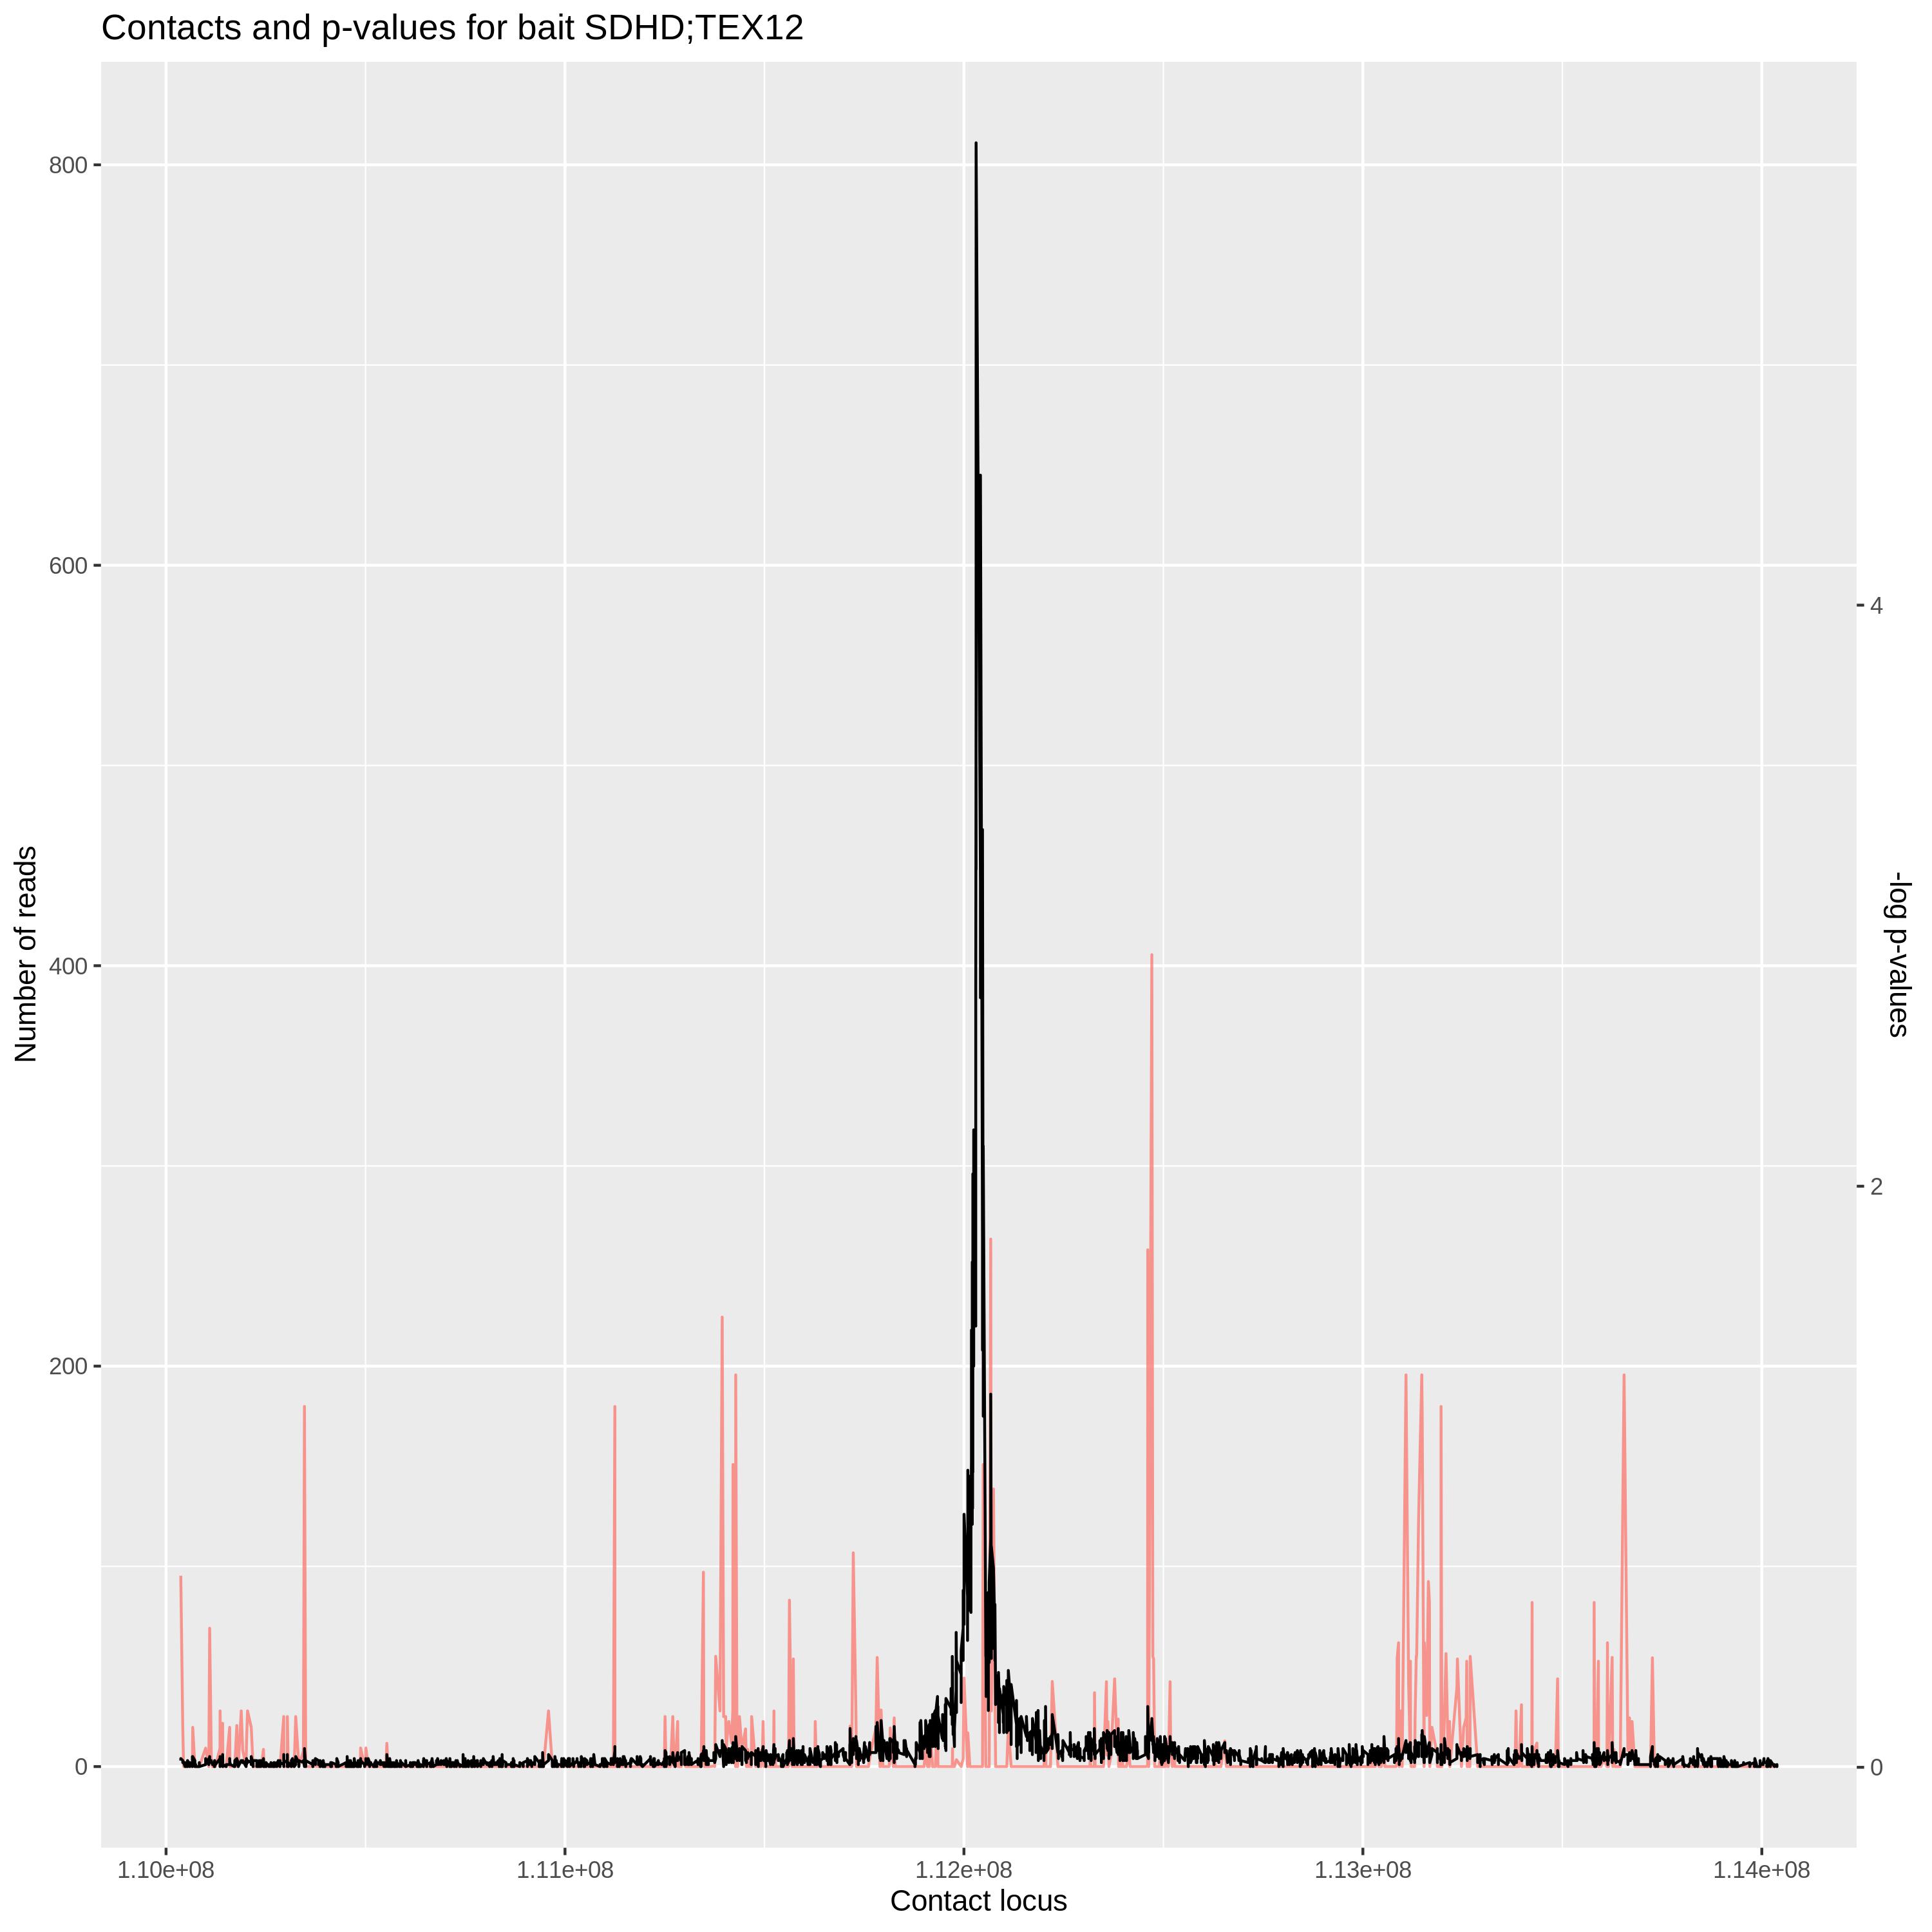 Contacts and p-values for bait SDHD;TEX12
800
600
400
200
0
Number of reads
4
2
0
-log p-values
1.10e+08
1.11e+08
1.12e+08
1.13e+08
1.14e+08
Contact locus